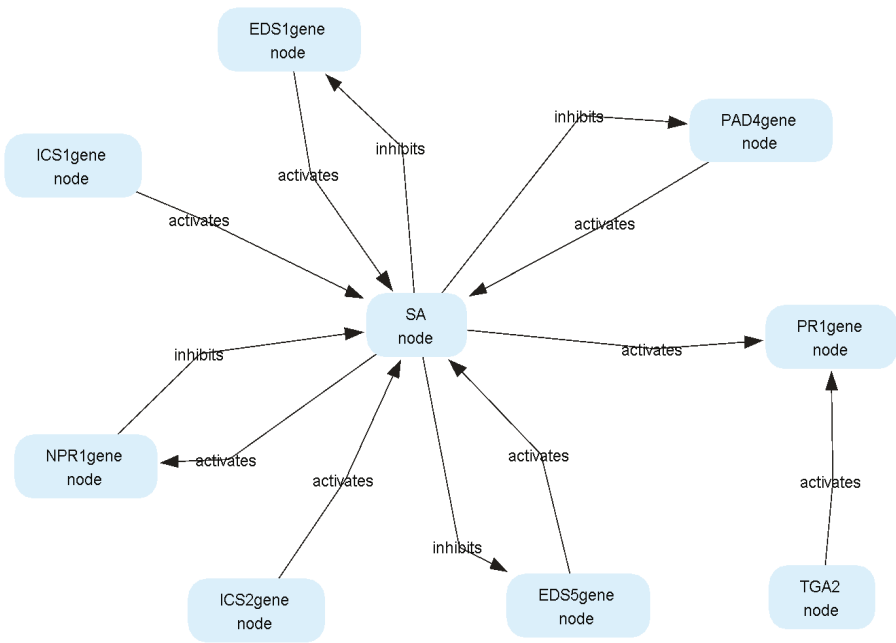 EDS1gene
node
inhibits
PAD4gene
node
ICS1gene
node
inhibits
activates
activates
activates
SA
node
PR1gene
node
inhibits
activates
NPR1gene
node
activates
activates
activates
activates
inhibits
ICS2gene
node
EDS5gene
node
TGA2
node